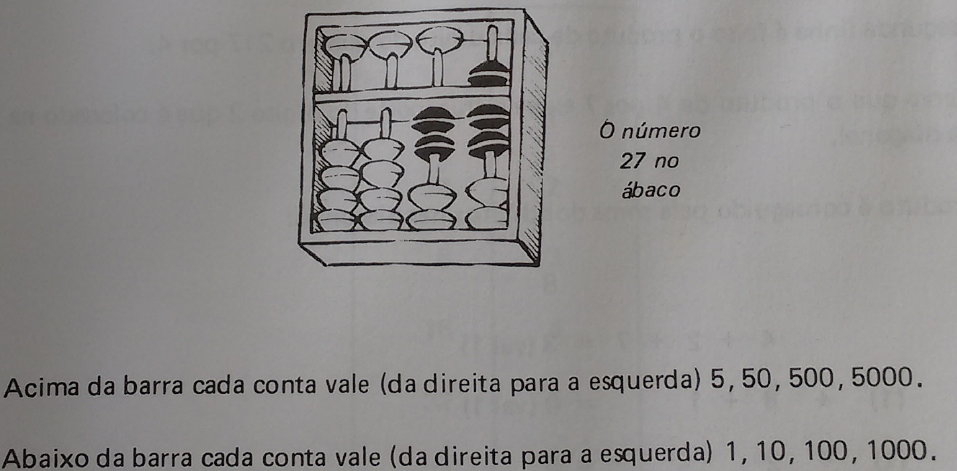 O número
27 no
ábaco
Acima da barra cada conta vale (da direita para a esquerda) 5, 50, 500, 5000.
Abaixo da barra cada conta vale (da direita para a esquerda) 1, 10, 100, 1000.